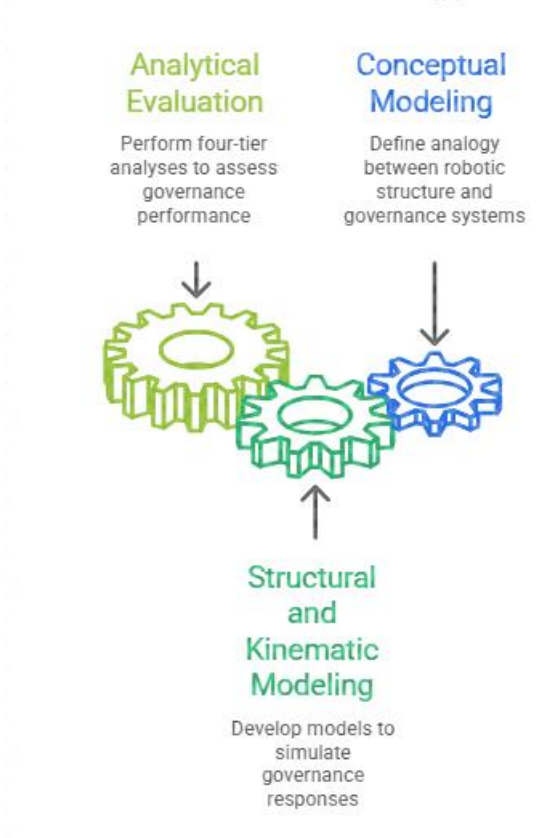 Analytical
Evaluation
Perform four-tier
analyses to assess
governance
performance
Conceptual
Modeling
Define analogy
between robotic
structure and
governance systems
Structural
and
Kinematic
Modeling
Develop models to
simulate
governance
responses